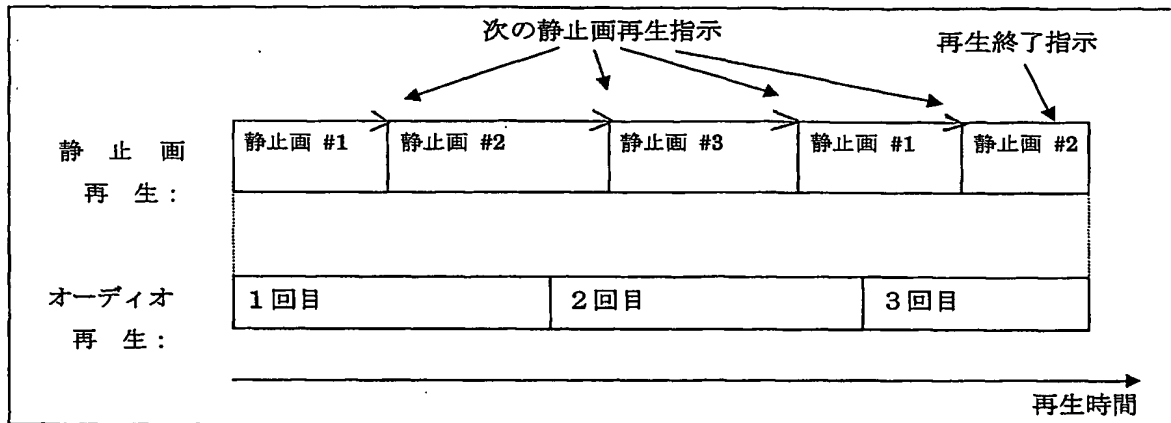 次の静止画再生指示
再生終了指示
静止画
再生：
静止画 #1
静止画 #2
静止画 #3
静止画 #1
静止画 #2
オーディオ
再生：
1回目
2回目
3回目
再生時間